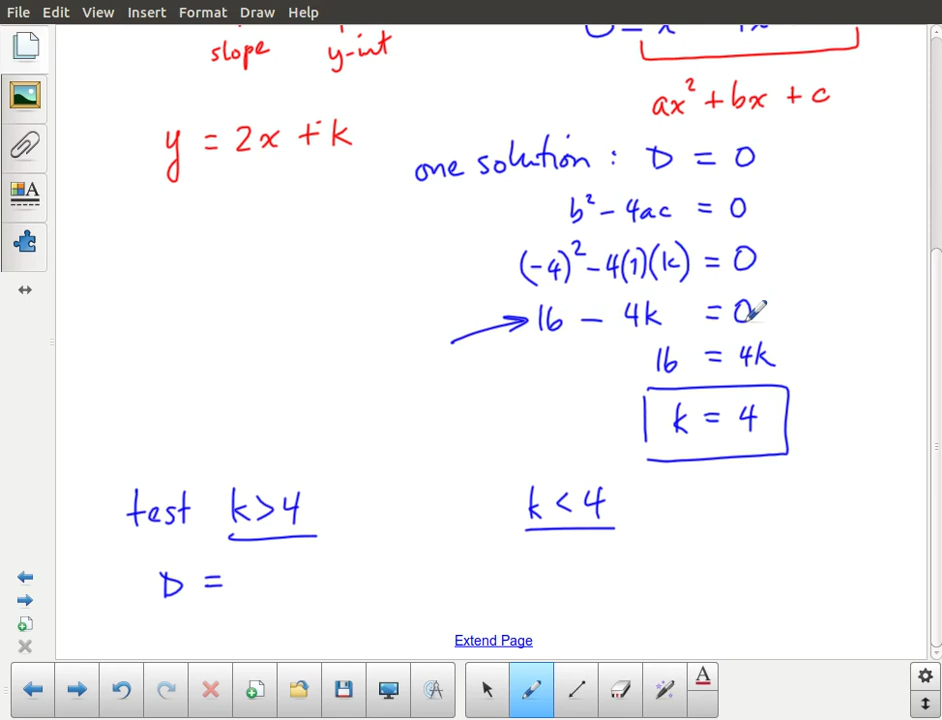 File Edit View Insert Format Draw Help
slope y-int
ax² + bx + c
y = 2x + k
one solution : D = 0
b² - 4ac = 0
(-4)² - 4(1)(k) = 0
16 - 4k = 0
16 = 4k
k = 4
test k > 4 k < 4
D =
Extend Page
A